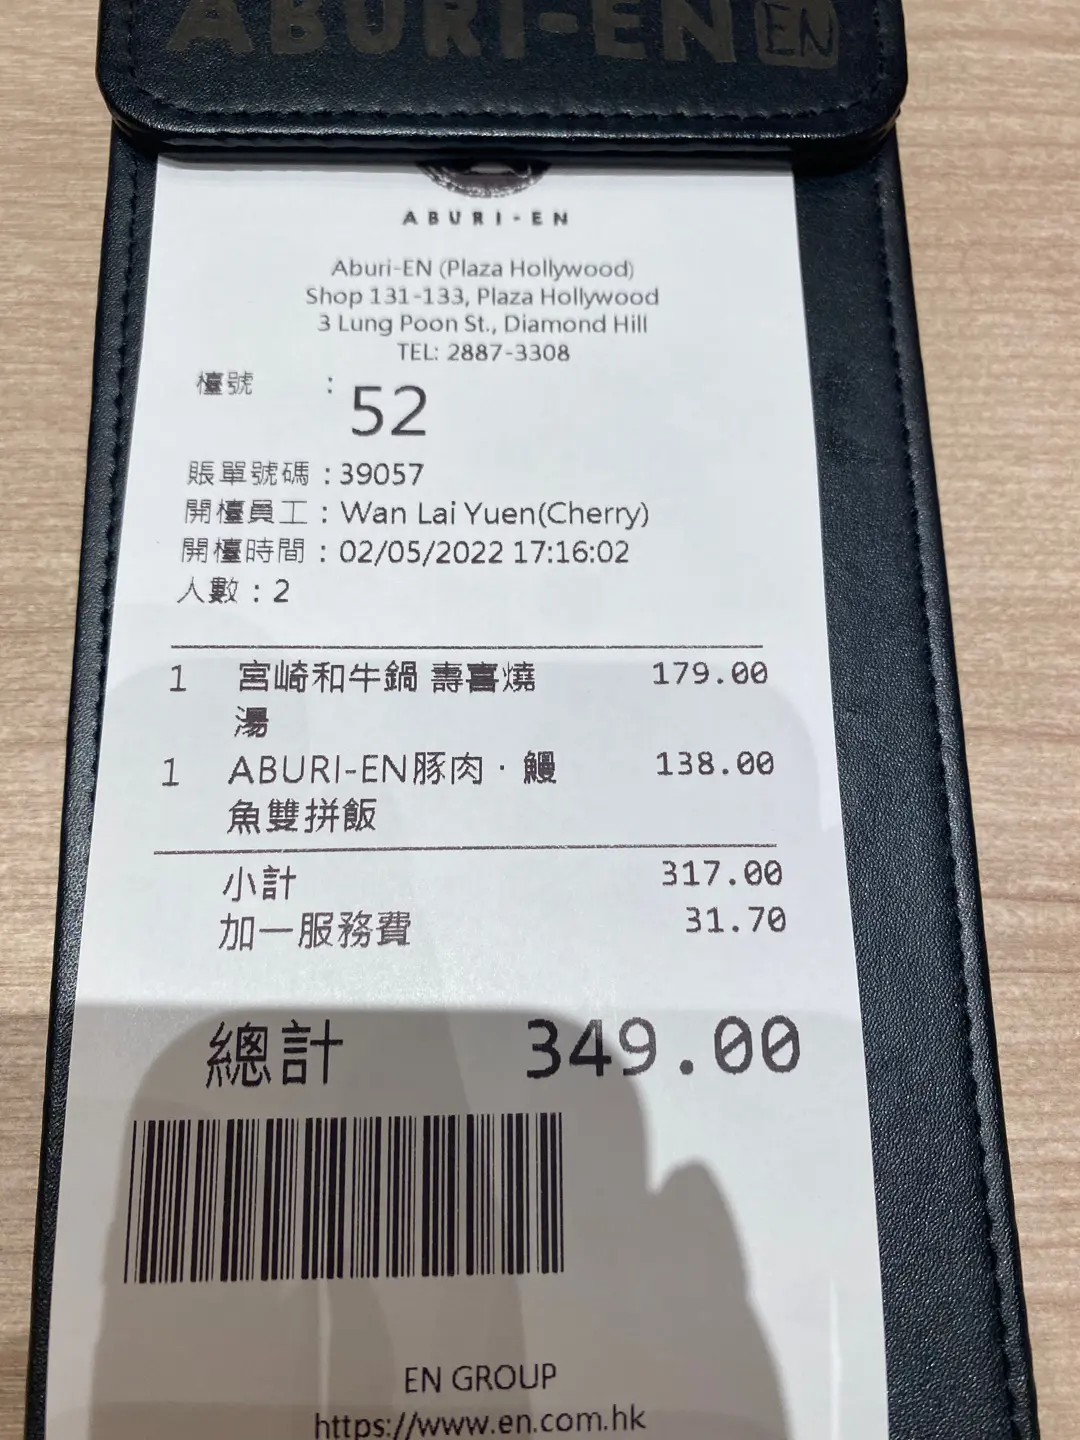 ABURI-EN EN
ABURI-EN
Aburi-EN (Plaza Hollywood)
Shop 131-133, Plaza Hollywood
3 Lung Poon St., Diamond Hill
TEL: 2887-3308
檯號 : 52
賬單號碼 : 39057
開檯員工 : Wan Lai Yuen(Cherry)
開檯時間 : 02/05/2022 17:16:02
人數 : 2
1 宮崎和牛鍋 壽喜燒 179.00
湯
1 ABURI-EN豚肉 · 鰻 138.00
魚雙拼飯
小計 317.00
加一服務費 31.70
總計 349.00
EN GROUP
https://www.en.com.hk